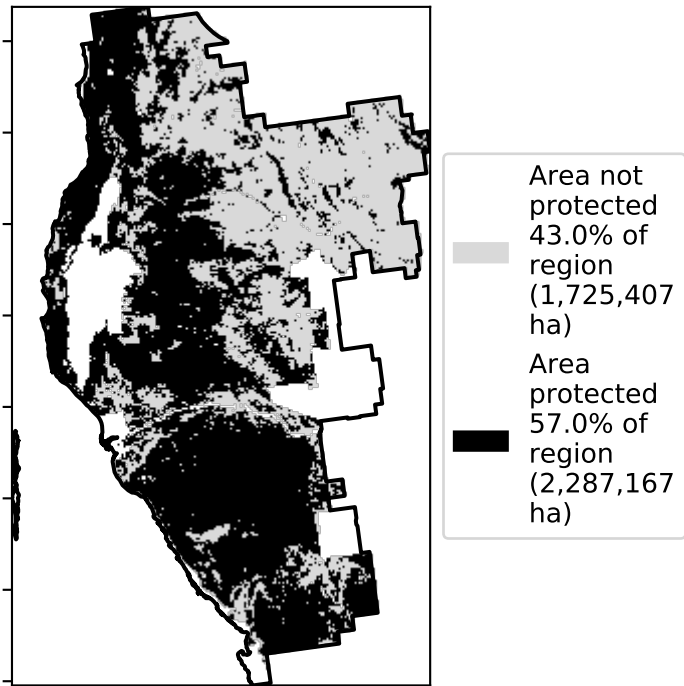 Area not
protected
43.0% of
region
(1,725,407
ha)
Area
protected
57.0% of
region
(2,287,167
ha)